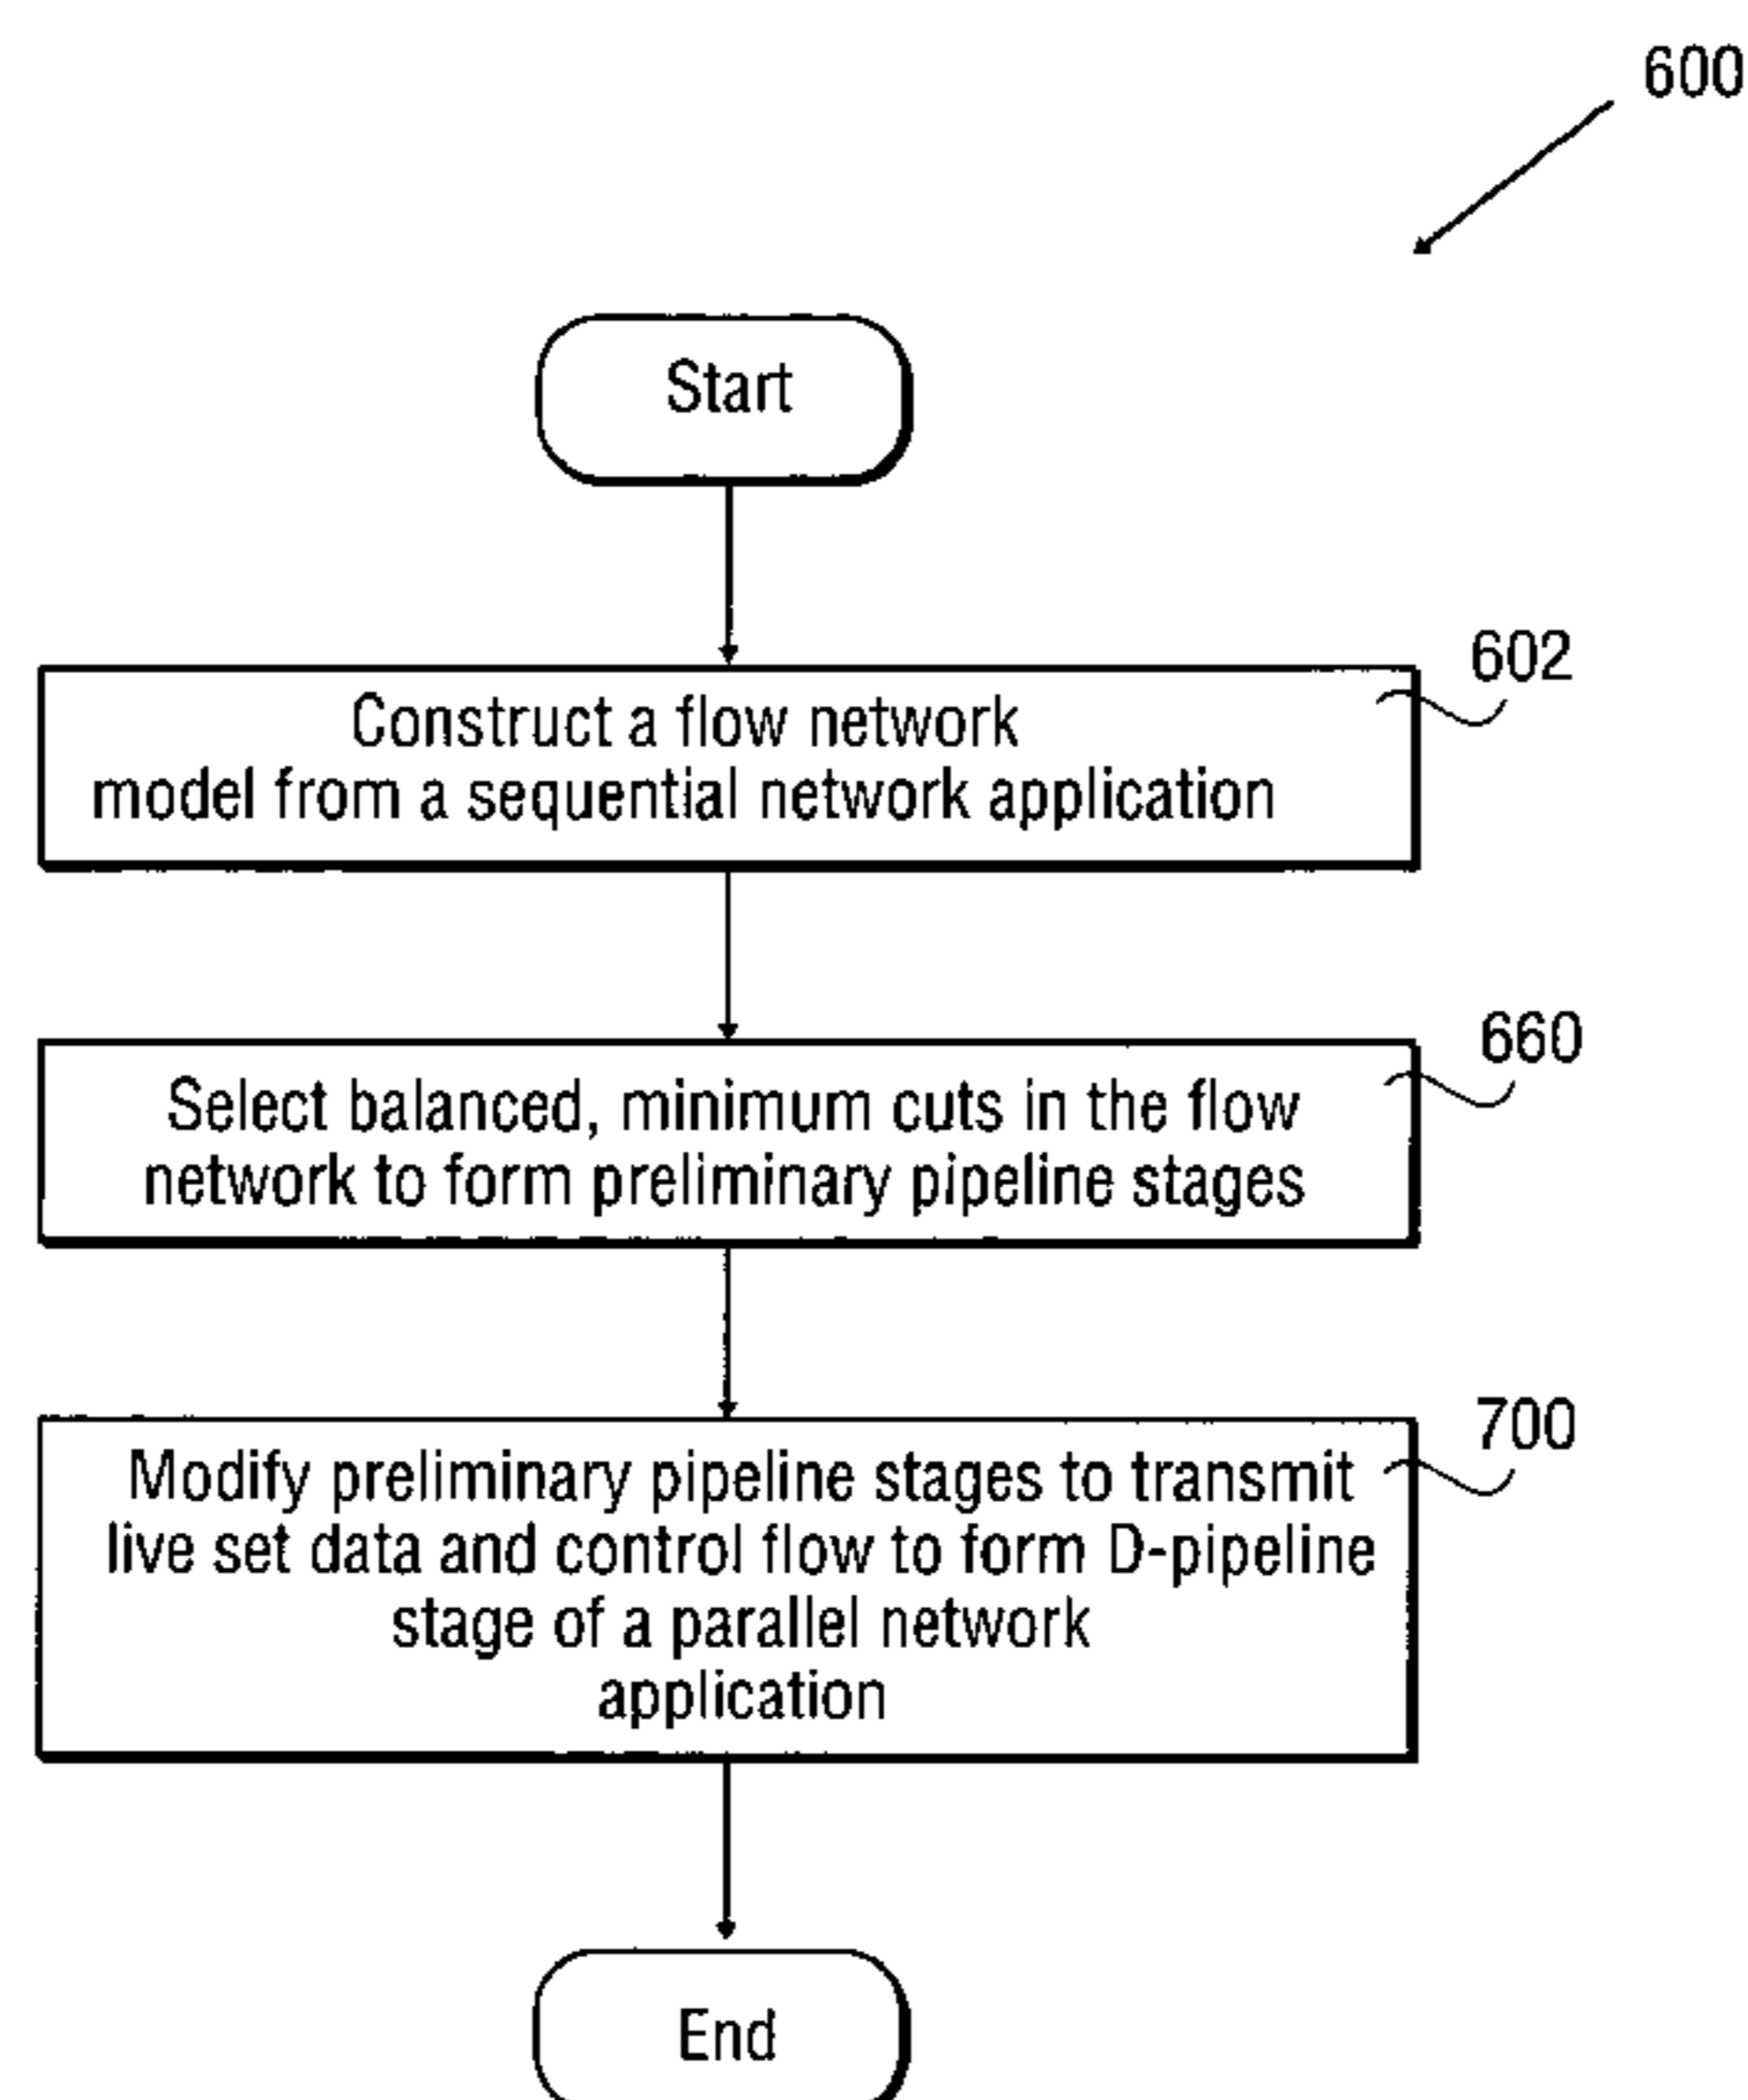 600
Start
602
Construct a flow network
model from a sequential network application
660
Select balanced, minimum cuts in the flow
network to form preliminary pipeline stages
700
Modify preliminary pipeline stages to transmit
live set data and control flow to form D-pipeline
stage of a parallel network
application
End